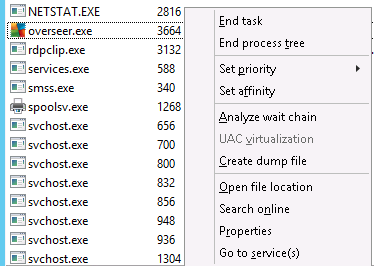 NETSTAT.EXE 2816
overseer.exe 3664
rdpclip.exe 3132
services.exe 588
smss.exe 340
spoolsv.exe 1268
svchost.exe 656
svchost.exe 700
svchost.exe 800
svchost.exe 832
svchost.exe 856
svchost.exe 948
svchost.exe 936
svchost.exe 1304
End task
End process tree
Set priority
Set affinity
Analyze wait chain
UAC virtualization
Create dump file
Open file location
Search online
Properties
Go to service(s)